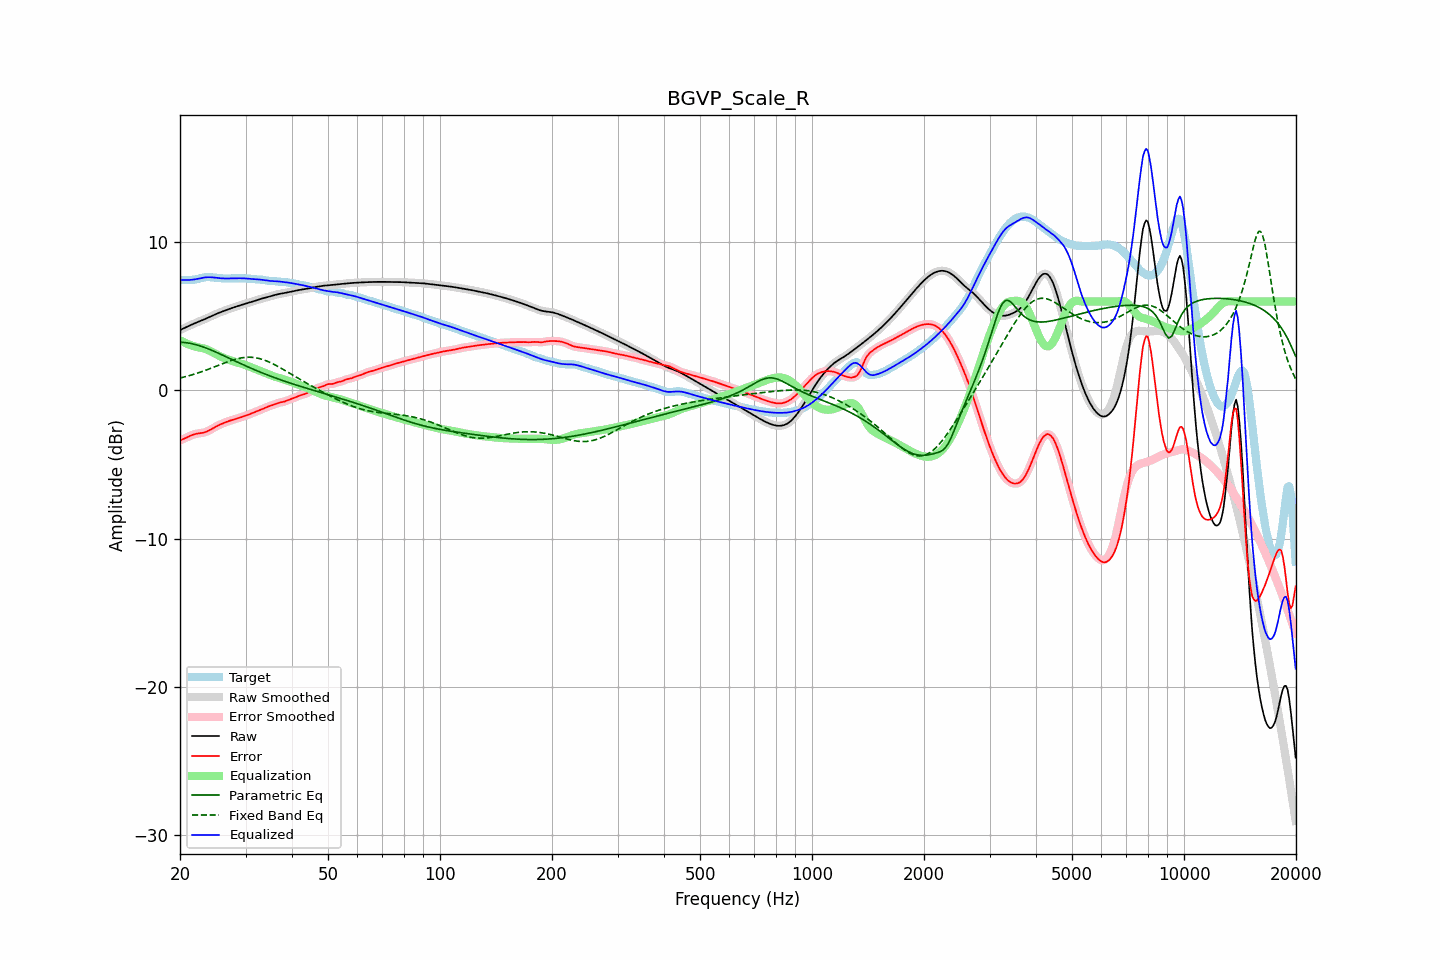 BGVP_Scale_R
Amplitude (dBr)
10
0
−10
−20
−30
Target
Raw Smoothed
Error Smoothed
Raw
Error
Equalization
Parametric Eq
Fixed Band Eq
Equalized
20 50 100 200 500 1000 2000 5000 10000 20000
Frequency (Hz)